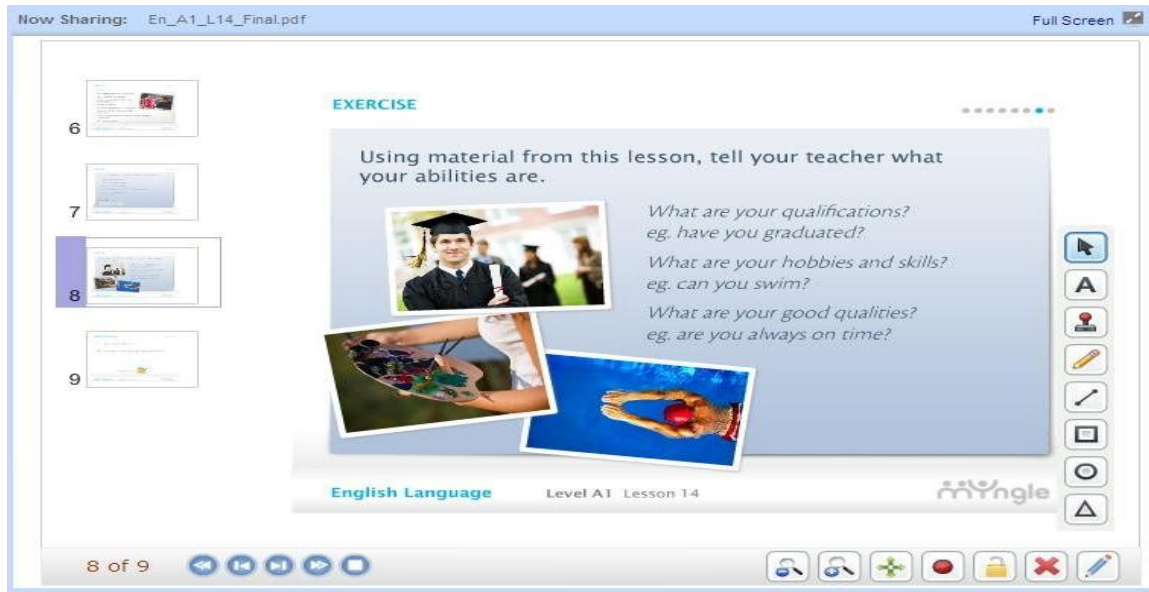 Now Sharing: En_A1_L14_Final.pdf
Full Screen
6
7
8
9
EXERCISE
Using material from this lesson, tell your teacher what
your abilities are.
What are your qualifications?
eg. have you graduated?
What are your hobbies and skills?
eg. can you swim?
What are your good qualities?
eg. are you always on time?
English Language Level A1 Lesson 14
myngle
A
8 of 9